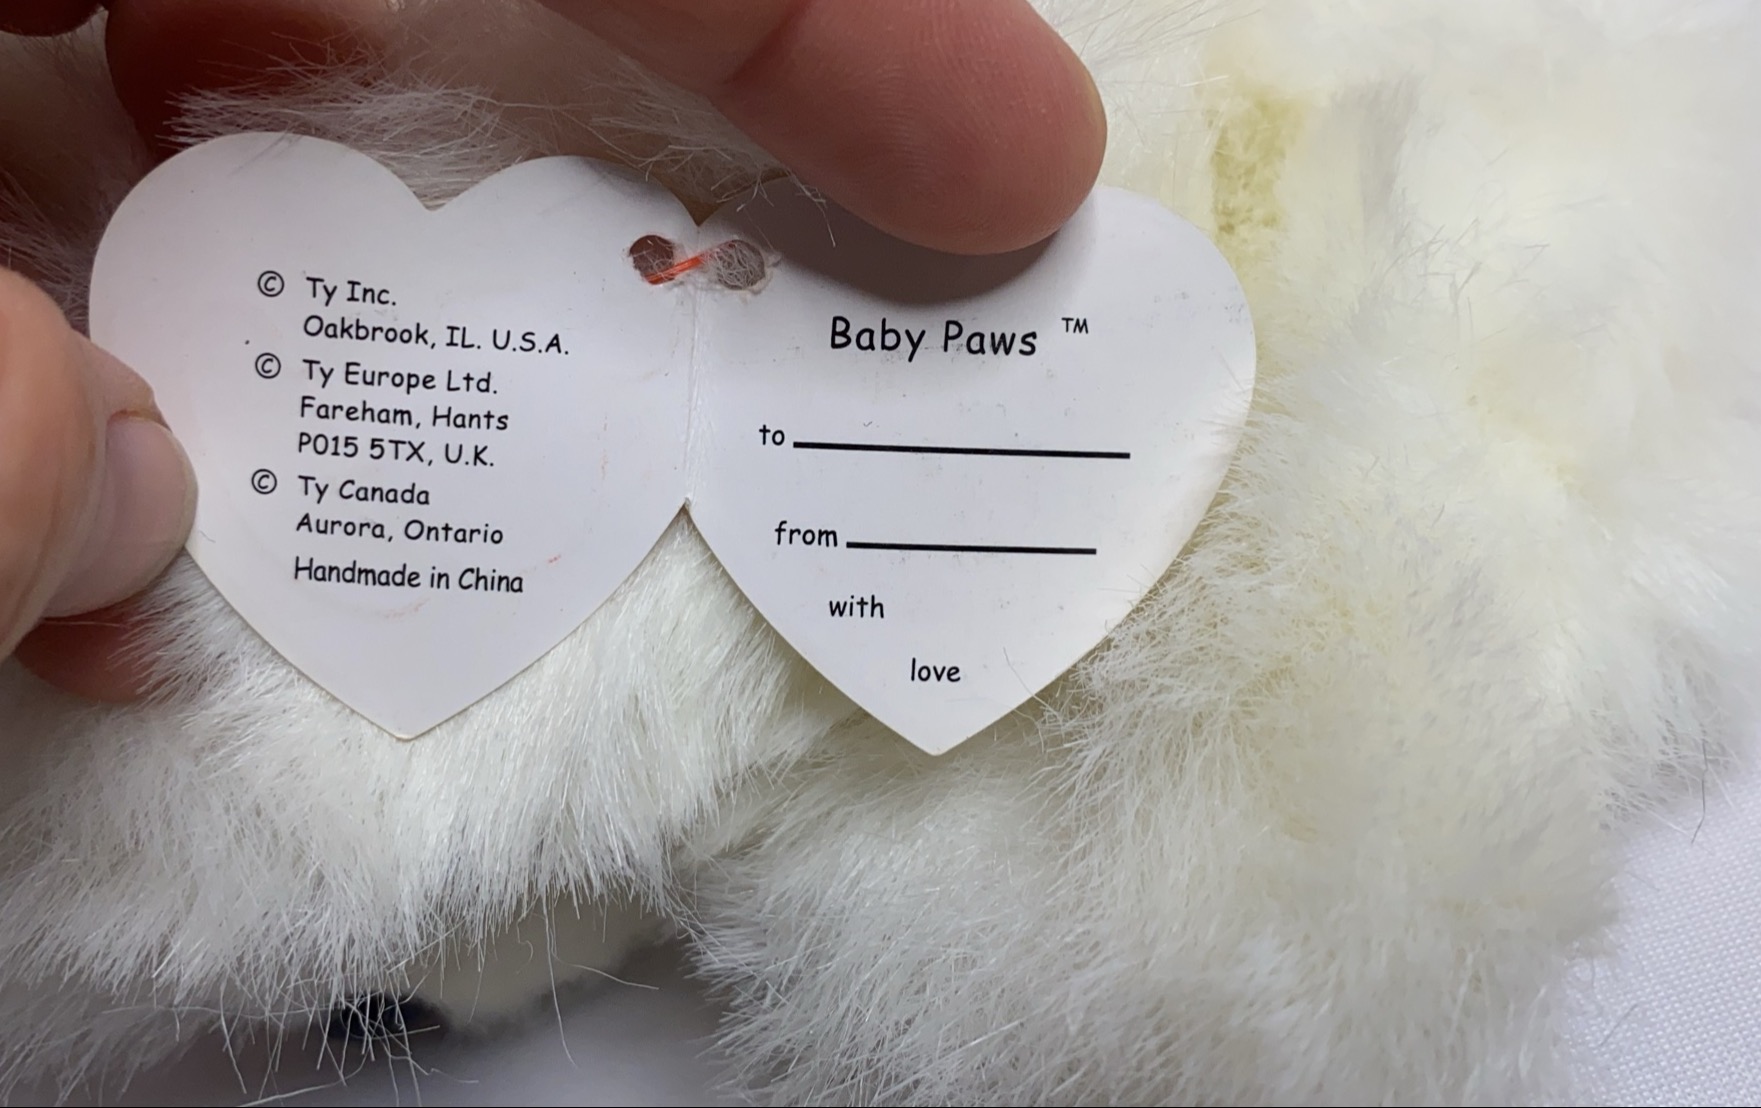 © Ty Inc.
Oakbrook, IL. U.S.A.
© Ty Europe Ltd.
Fareham, Hants
PO15 5TX, U.K.
© Ty Canada
Aurora, Ontario
Handmade in China
Baby Paws ™
to
from
with
love